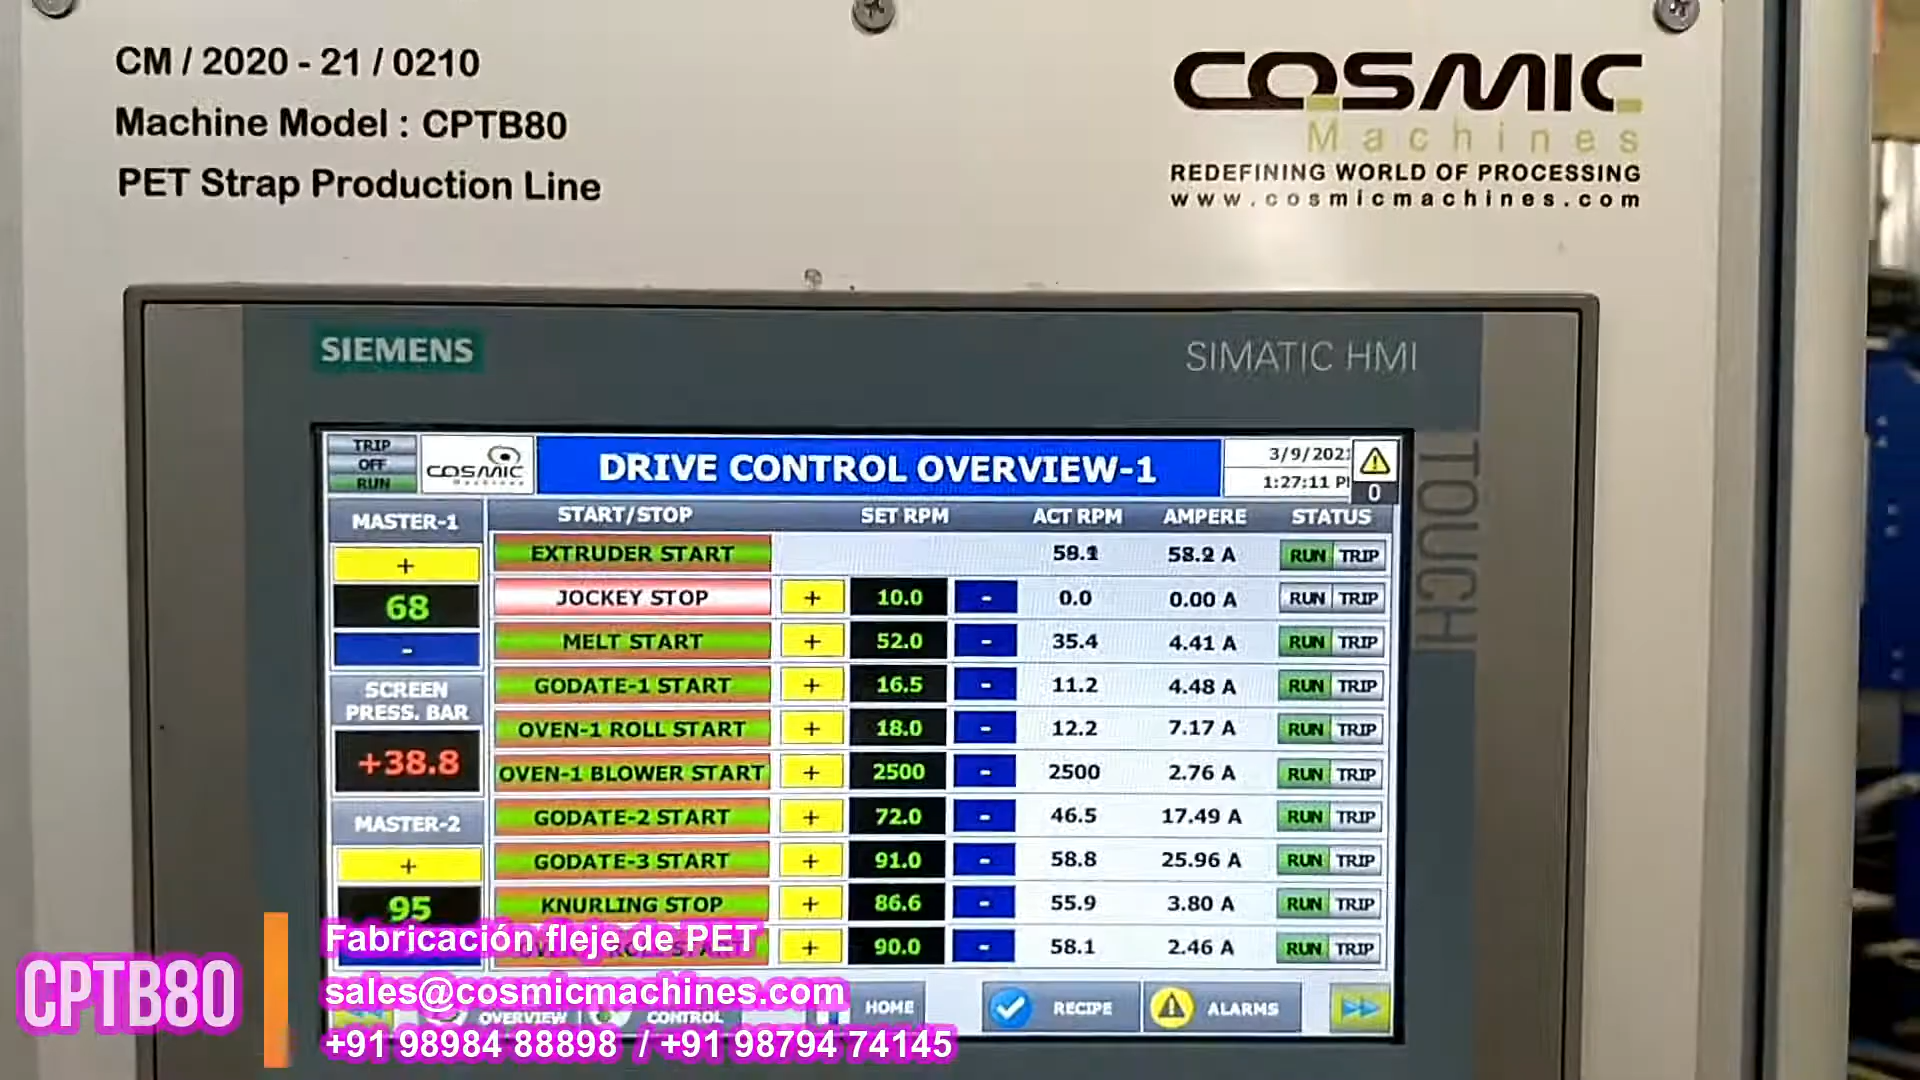 CM / 2020 - 21 / 0210
Machine Model : CPTB80
PET Strap Production Line
COSMIC
Machines
REDEFINING WORLD OF PROCESSING
www.cosmicmachines.com
SIEMENS
SIMATIC HMI
TOUCH
TRIP
OFF
RUN
COSMIC
Machines
DRIVE CONTROL OVERVIEW-1
3/9/2021
1:27:11
0
MASTER-1
+
68
-
SCREEN
PRESS. BAR
+38.8
MASTER-2
+
95
START/STOP SET RPM ACT RPM AMPERE STATUS
EXTRUDER START 58.1 58.2 A RUN TRIP
JOCKEY STOP + 10.0 - 0.0 0.00 A RUN TRIP
MELT START + 52.0 - 35.4 4.41 A RUN TRIP
GODATE-1 START + 16.5 - 11.2 4.48 A RUN TRIP
OVEN-1 ROLL START + 18.0 - 12.2 7.17 A RUN TRIP
OVEN-1 BLOWER START + 2500 - 2500 2.76 A RUN TRIP
GODATE-2 START + 72.0 - 46.5 17.49 A RUN TRIP
GODATE-3 START + 91.0 - 58.8 25.96 A RUN TRIP
KNURLING STOP + 86.6 - 55.9 3.80 A RUN TRIP
+ 90.0 - 58.1 2.46 A RUN TRIP
OVERVIEW CONTROL HOME RECIPE ALARMS
CPTB80
Fabricación fleje de PET
sales@cosmicmachines.com
+91 98984 88898 / +91 98794 74145